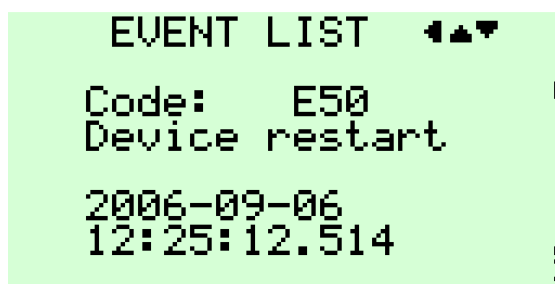 EVENT LIST ◀▲▼
Code: E50
Device restart
2006-09-06
12:25:12.514